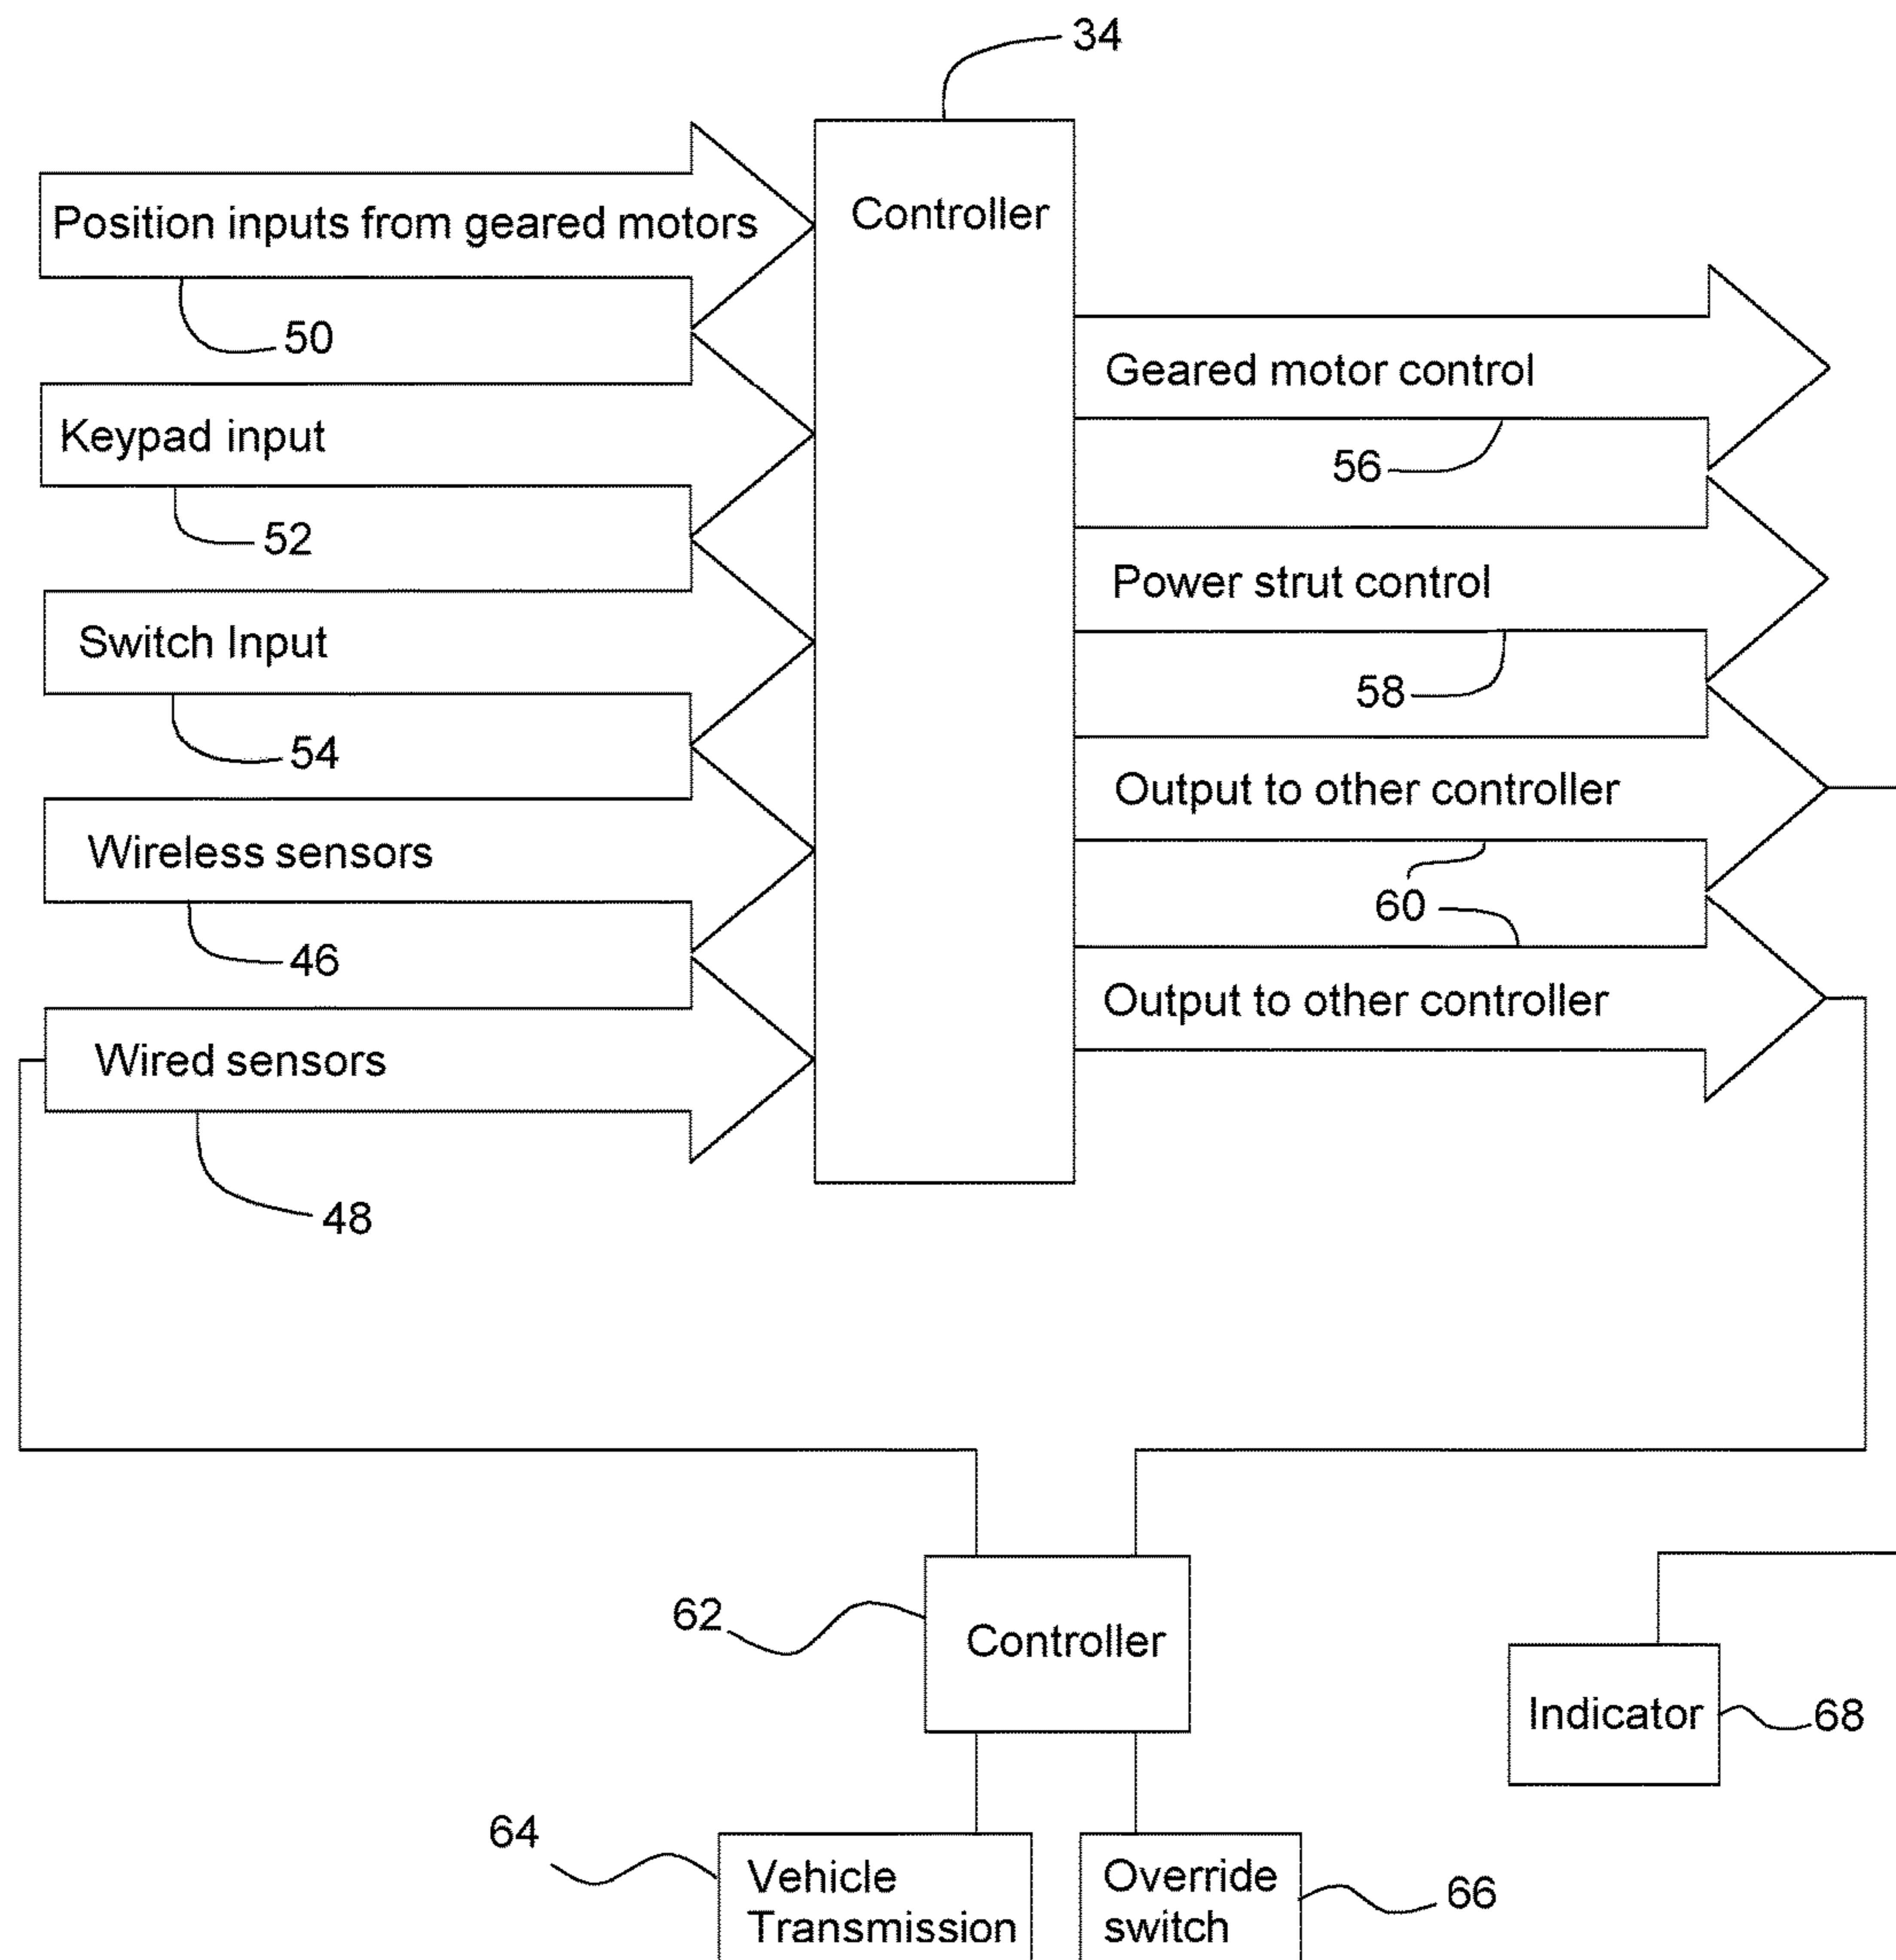 34
Position inputs from geared motors
Controller
50
Geared motor control
Keypad input
56
52
Power strut control
Switch Input
58
54
Output to other controller
Wireless sensors
60
46
Output to other controller
Wired sensors
48
62
Controller
Indicator
68
64
Vehicle
Transmission
Override
switch
66